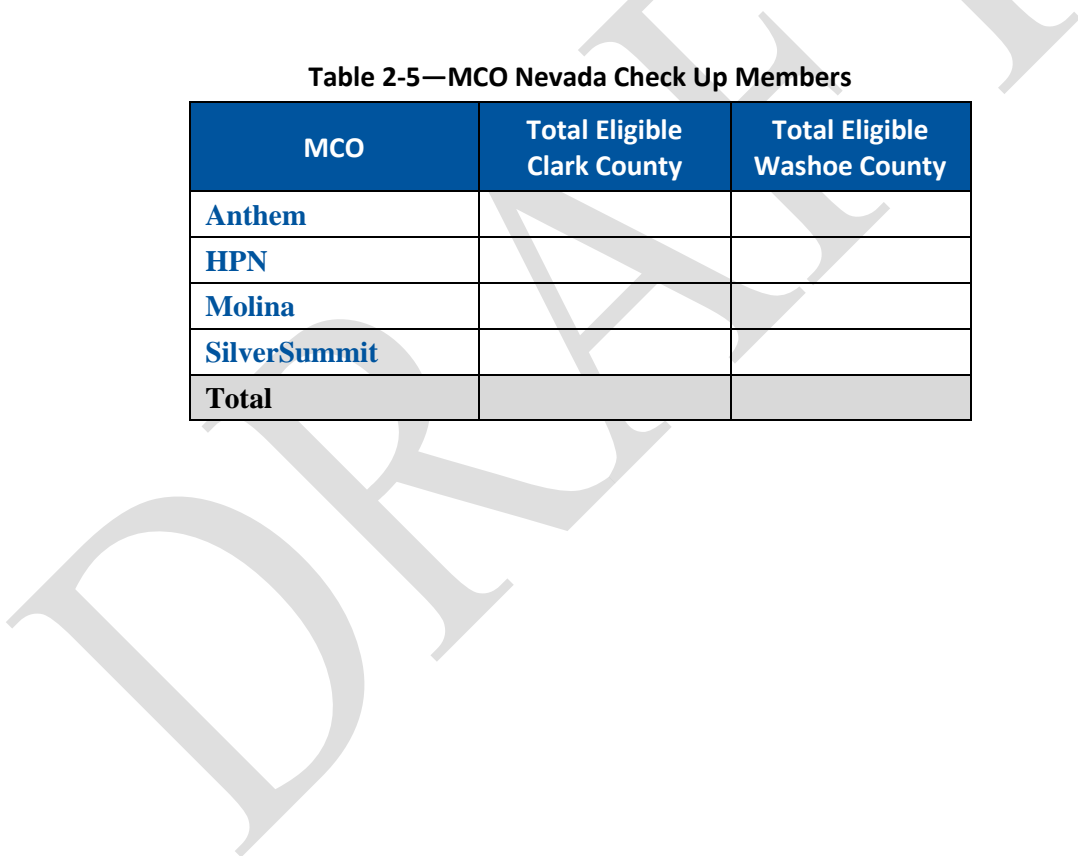 Table 2-5—MCO Nevada Check Up Members
MCO
Total Eligible
Clark County
Total Eligible
Washoe County
Anthem
HPN
Molina
SilverSummit
Total
DRAFT